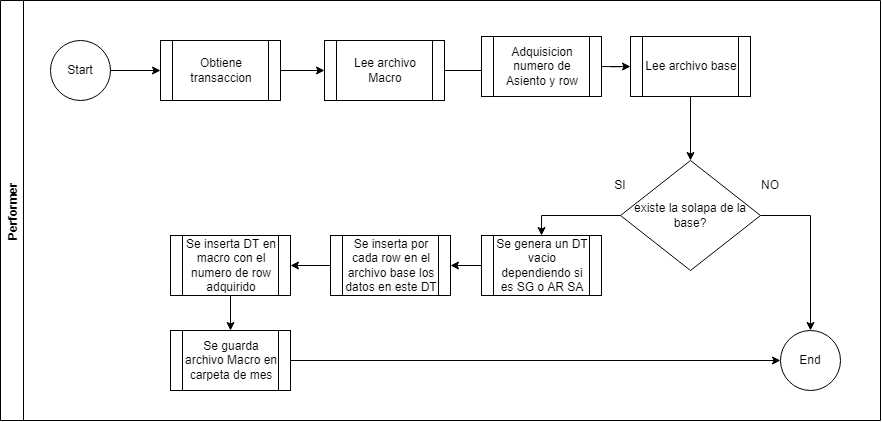 Performer
Start
Obtiene
transaccion
Lee archivo
Macro
Adquisicion
numero de
Asiento y row
Lee archivo base
SI
NO
existe la solapa de la
base?
Se genera un DT
vacio
dependiendo si
es SG o AR SA
Se inserta por
cada row en el
archivo base los
datos en este DT
Se inserta DT en
macro con el
numero de row
adquirido
Se guarda
archivo Macro en
carpeta de mes
End